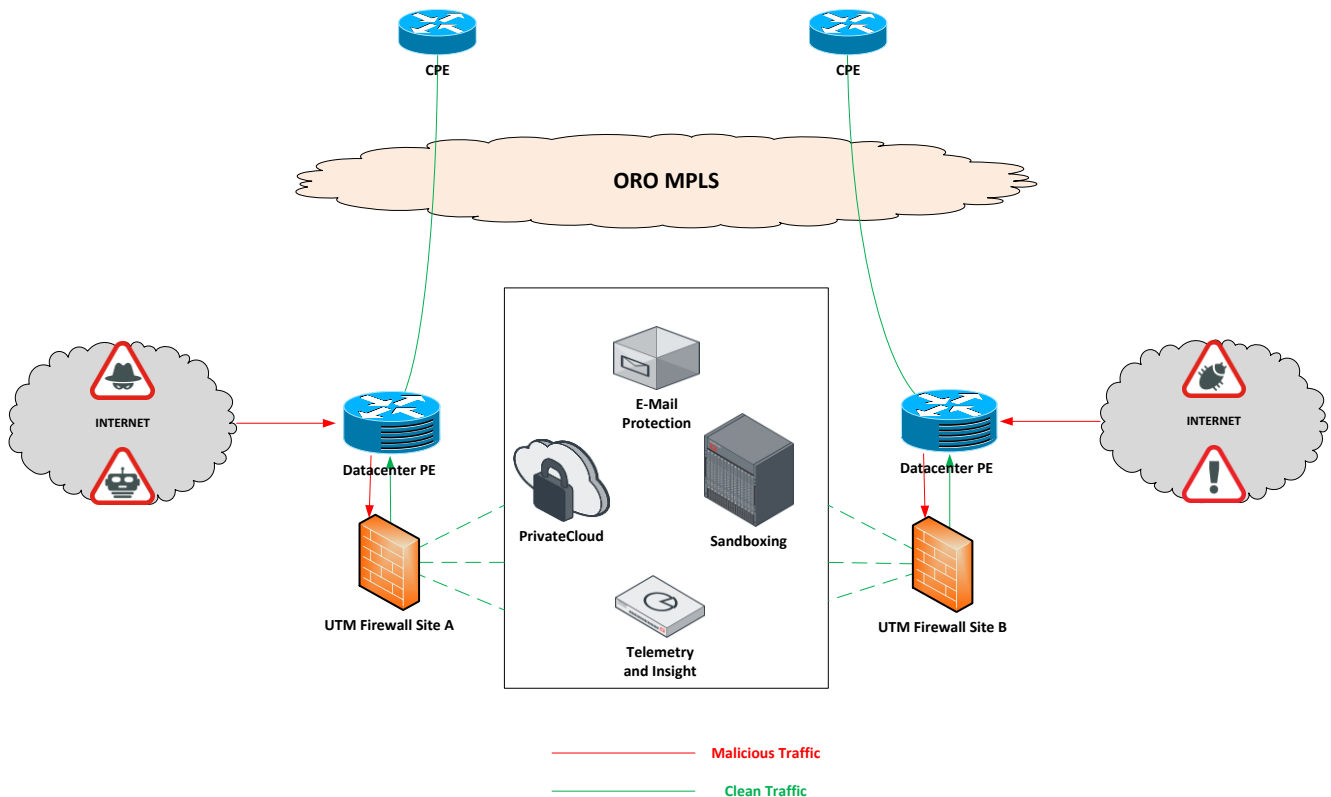 CPE
CPE
ORO MPLS
E-Mail
Protection
INTERNET
INTERNET
Datacenter PE
Datacenter PE
PrivateCloud
Sandboxing
UTM Firewall Site A
UTM Firewall Site B
Telemetry
and Insight
Malicious Traffic
Clean Traffic